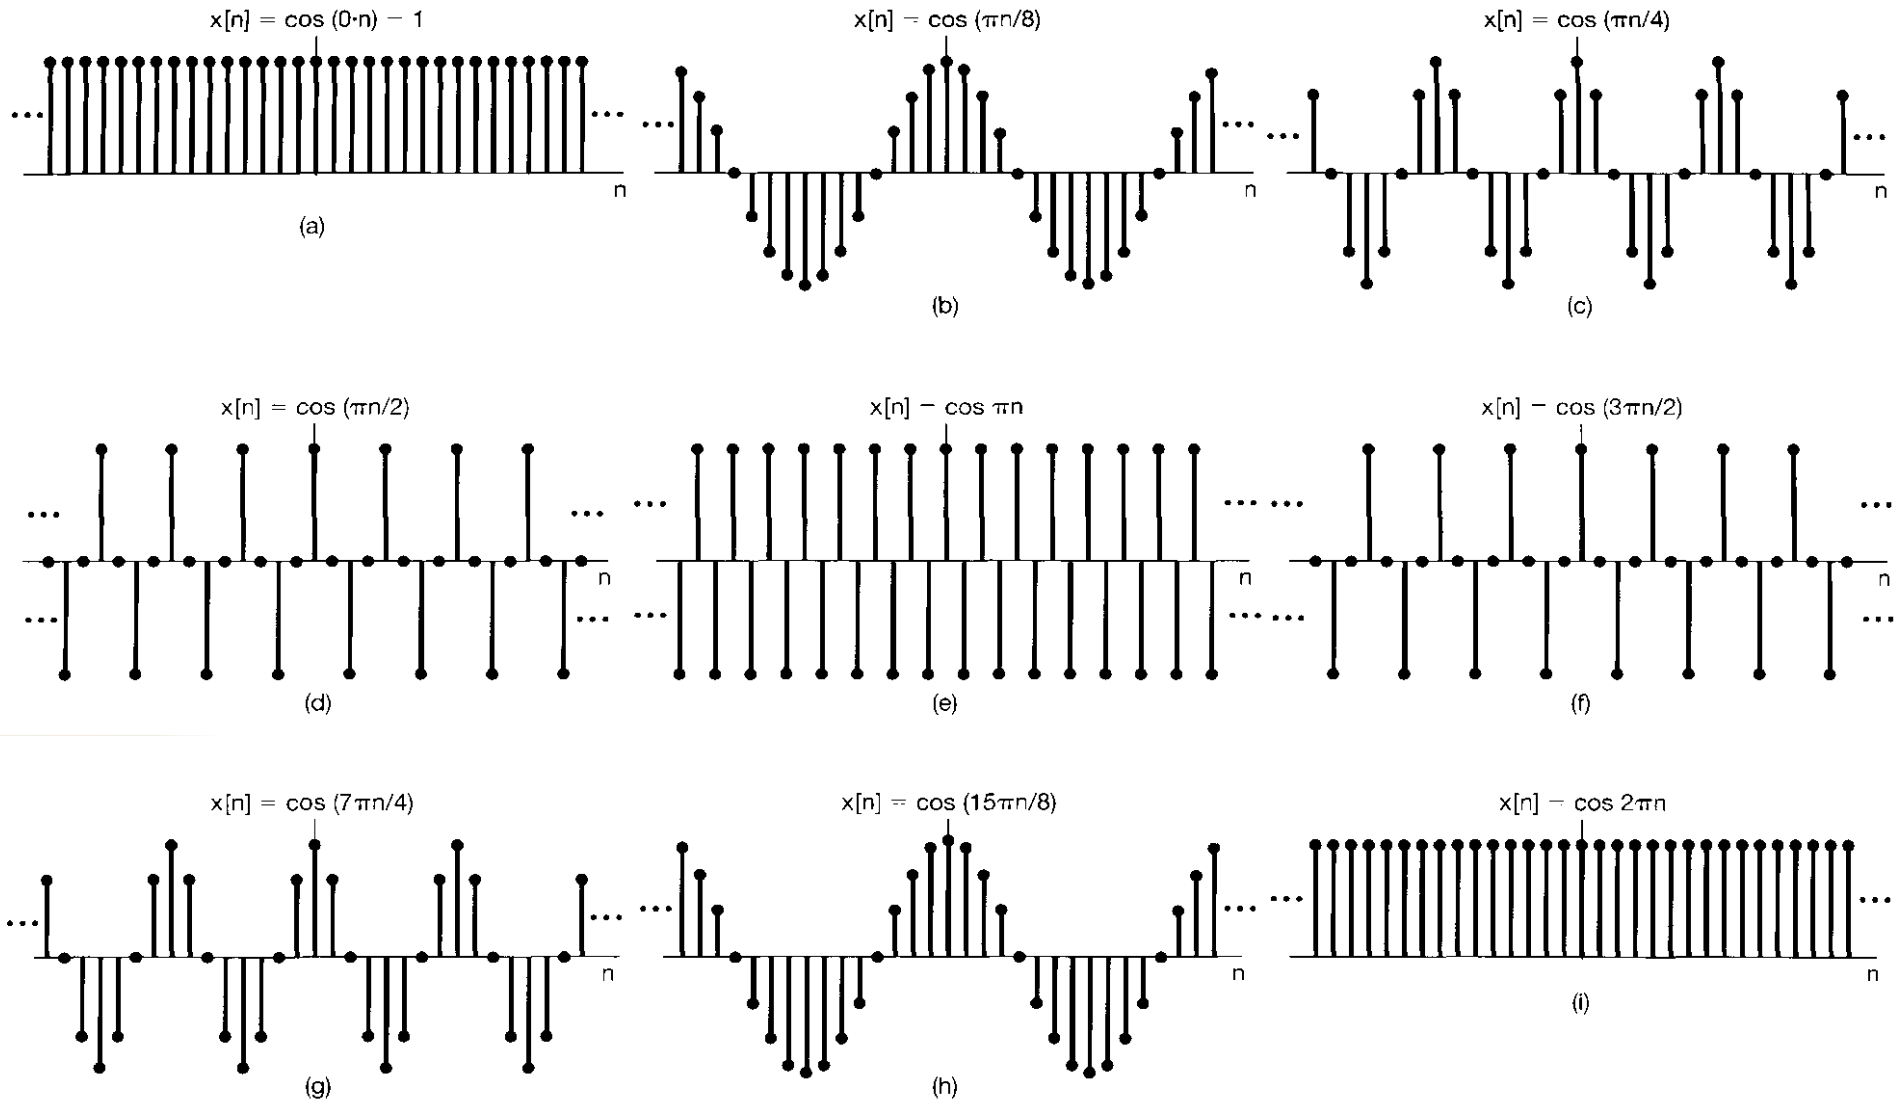 x[n] = cos (0·n) − 1
x[n] − cos (πn/8)
x[n] = cos (πn/4)
n
n
n
(a)
(b)
(c)
x[n] = cos (πn/2)
x[n] − cos πn
x[n] − cos (3πn/2)
n
n
n
(d)
(e)
(f)
x[n] = cos (7πn/4)
x[n] = cos (15πn/8)
x[n] − cos 2πn
n
n
n
(g)
(h)
(i)